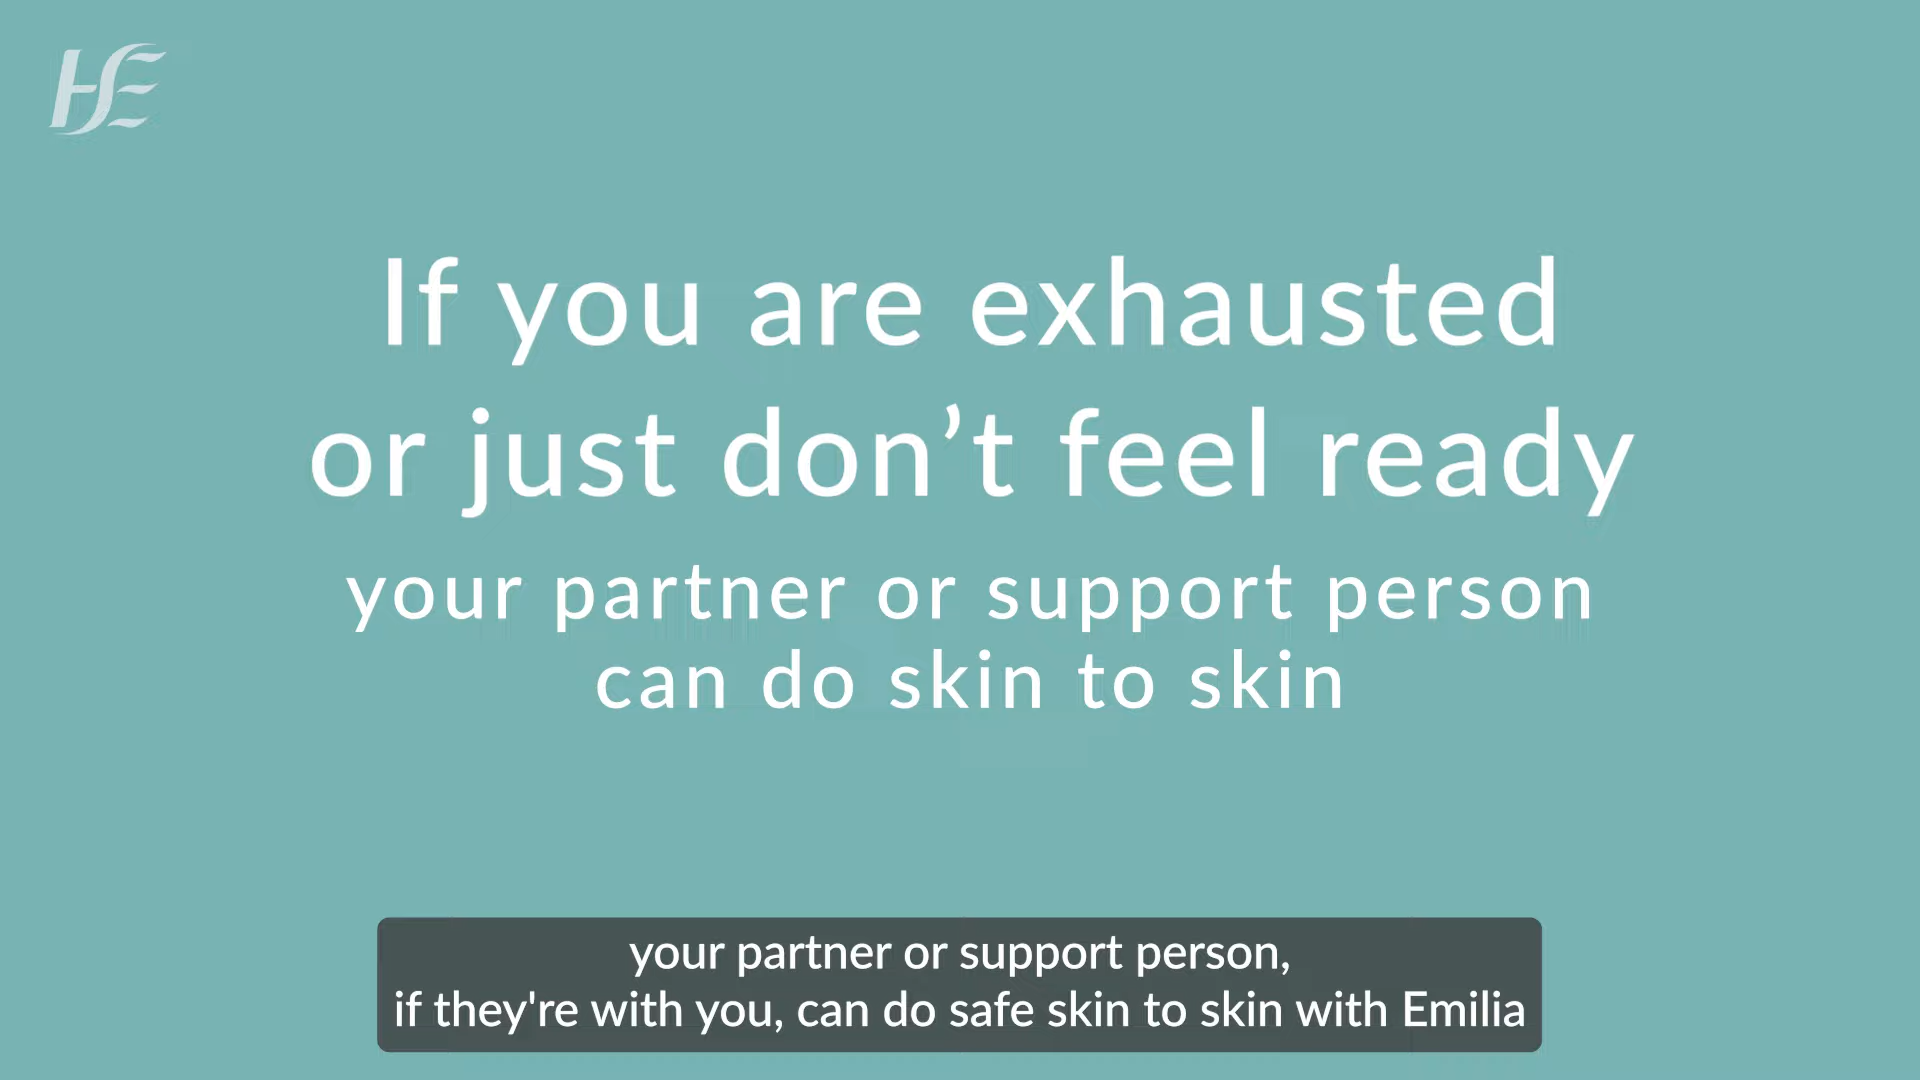 HSE
If you are exhausted
or just don’t feel ready
your partner or support person
can do skin to skin
your partner or support person,
if they're with you, can do safe skin to skin with Emilia